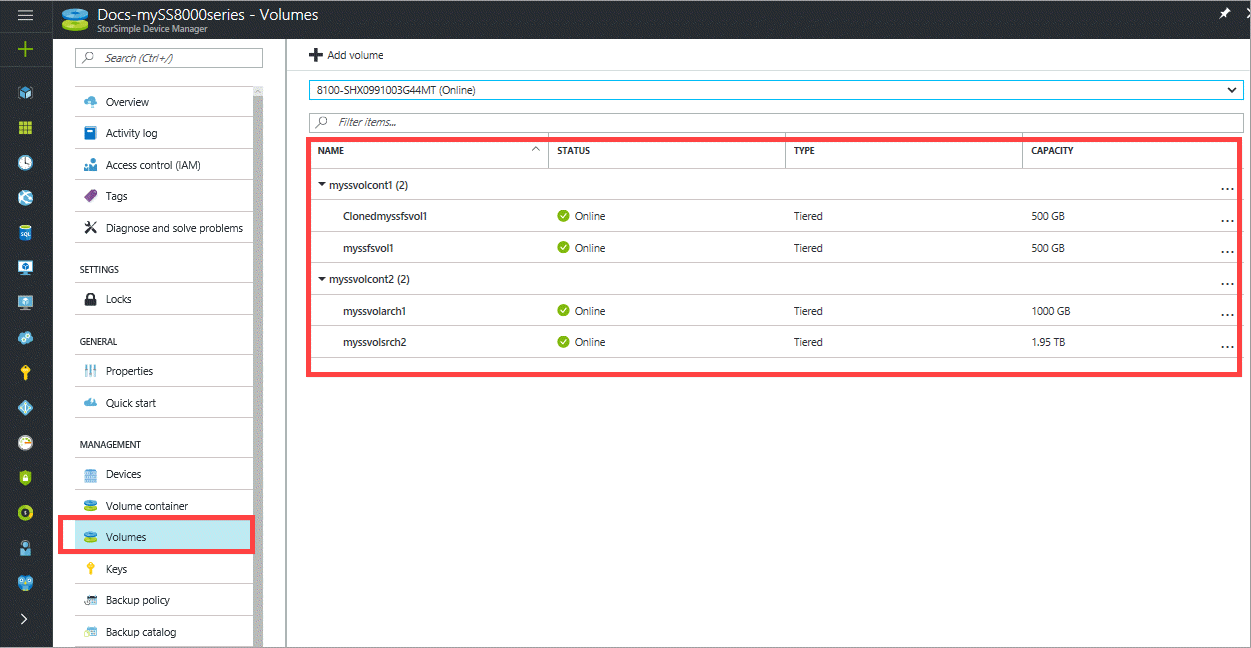 Docs-mySS8000series - Volumes
StorSimple Device Manager
Search (Ctrl+/)
Overview
Activity log
Access control (IAM)
Tags
Diagnose and solve problems
SETTINGS
Locks
GENERAL
Properties
Quick start
MANAGEMENT
Devices
Volume container
Volumes
Keys
Backup policy
Backup catalog
Add volume
8100-SHX0991003G44MT (Online)
Filter items...
NAME STATUS TYPE CAPACITY
myssvolcont1 (2) ...
Clonedmyssfsvol1 Online Tiered 500 GB ...
myssfsvol1 Online Tiered 500 GB ...
myssvolcont2 (2) ...
myssvolarch1 Online Tiered 1000 GB ...
myssvolsrch2 Online Tiered 1.95 TB ...
SQL